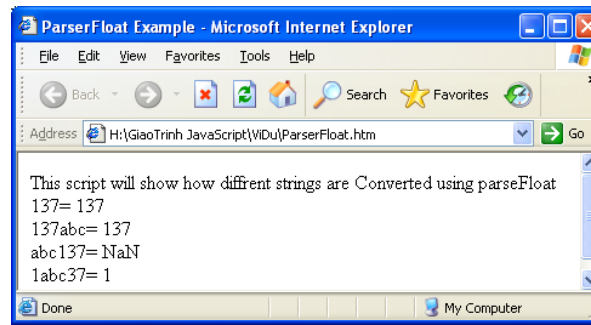 ParserFloat Example - Microsoft Internet Explorer
File Edit View Favorites Tools Help
Back Search Favorites
Address H:\GiaoTrinh JavaScript\ViDu\ParserFloat.htm Go
This script will show how diffrent strings are Converted using parseFloat
137= 137
137abc= 137
abc137= NaN
1abc37= 1
Done My Computer